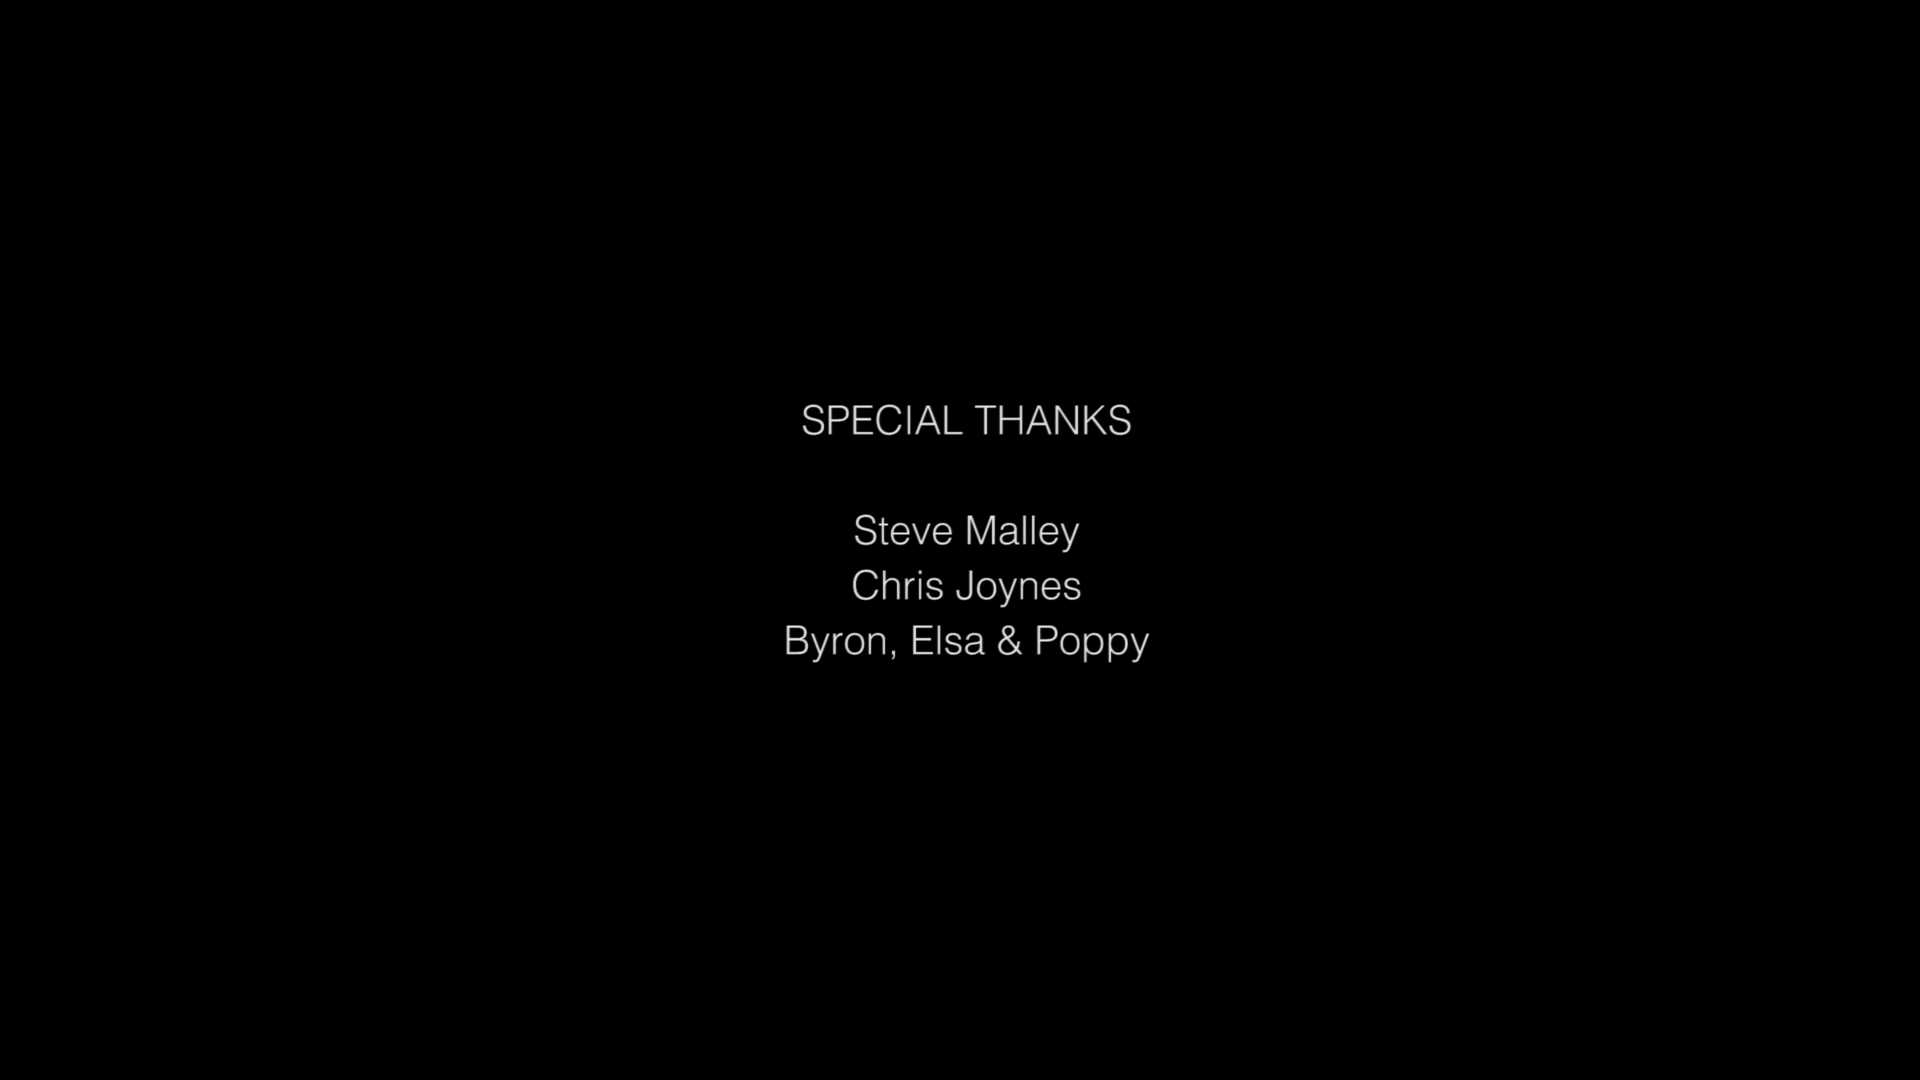 SPECIAL THANKS
Steve Malley
Chris Joynes
Byron, Elsa & Poppy